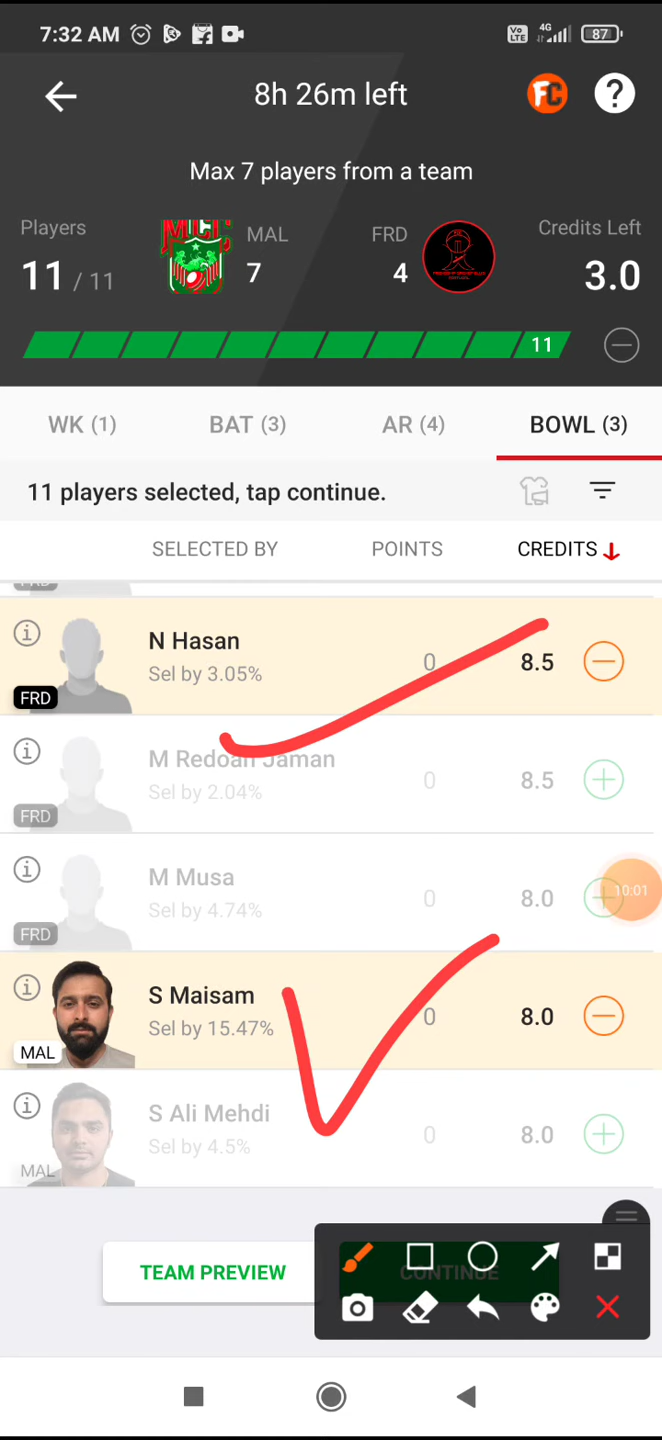 7:32 AM Vo LTE 4G 87
8h 26m left FC ?
Max 7 players from a team
Players MAL FRD Credits Left
11 / 11 7 4 3.0
11
WK (1) BAT (3) AR (4) BOWL (3)
11 players selected, tap continue.
SELECTED BY POINTS CREDITS
FRD
N Hasan
Sel by 3.05% 0 8.5
FRD
M Redoan Jaman
Sel by 2.04% 0 8.5
FRD
M Musa
Sel by 4.74% 0 8.0 10:01
FRD
S Maisam
Sel by 15.47% 0 8.0
MAL
S Ali Mehdi
Sel by 4.5% 0 8.0
MAL
TEAM PREVIEW CONTINUE